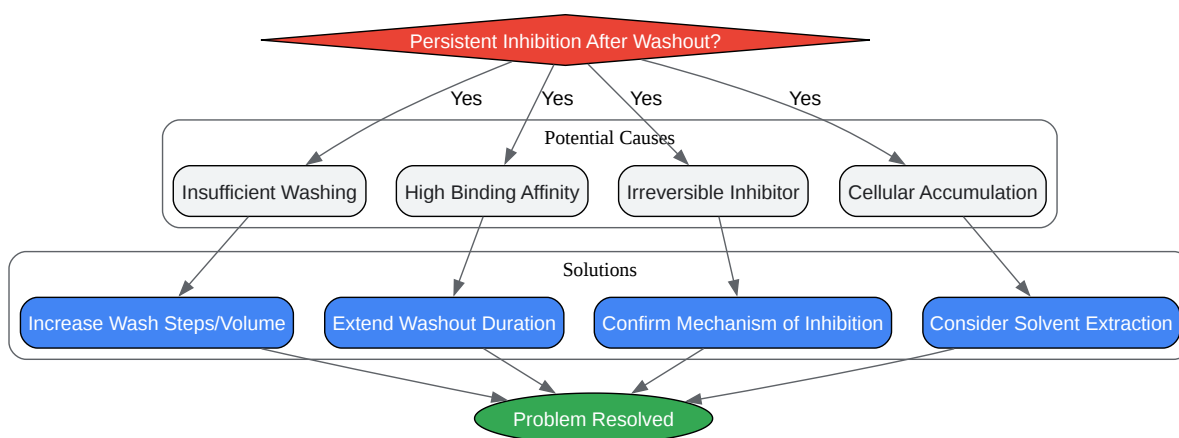 Persistent Inhibition After Washout?
Yes
Yes
Yes
Yes
Potential Causes
Insufficient Washing
High Binding Affinity
Irreversible Inhibitor
Cellular Accumulation
Solutions
Increase Wash Steps/Volume
Extend Washout Duration
Confirm Mechanism of Inhibition
Consider Solvent Extraction
Problem Resolved